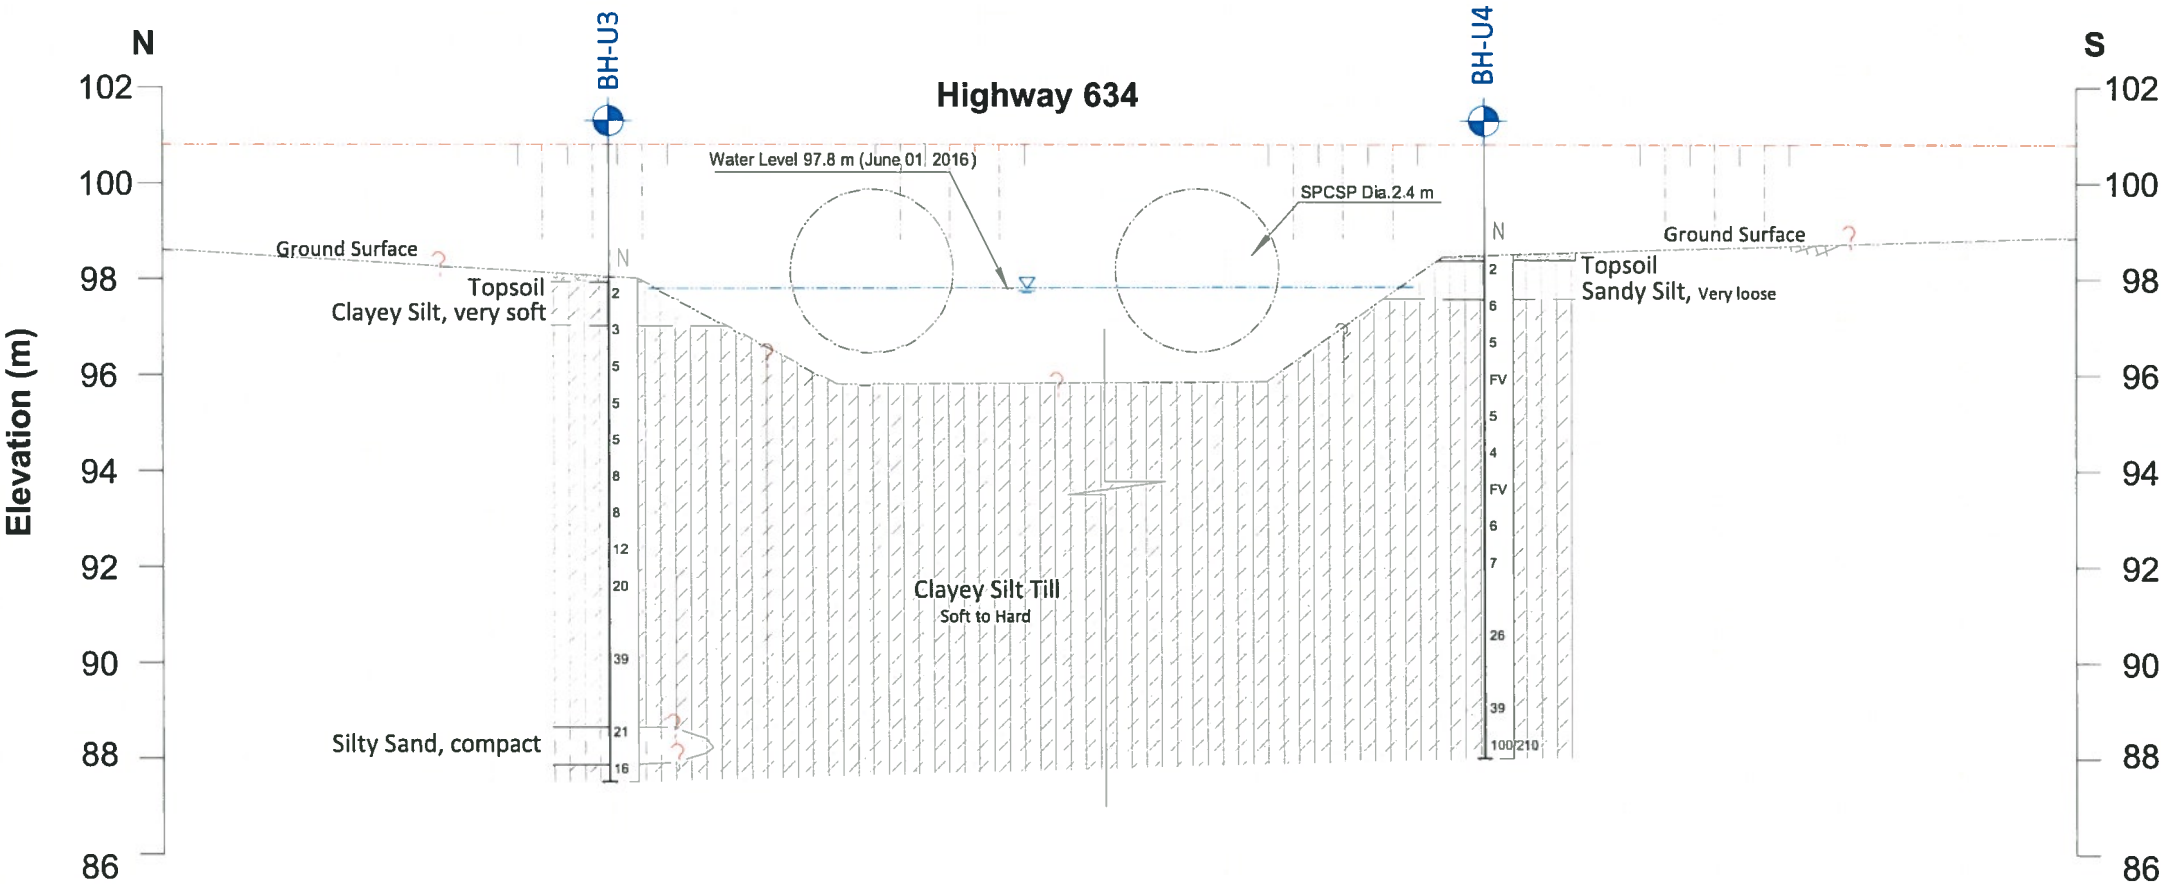 N
BH-U3
BH-U4
S
Highway 634
102
100
98
96
94
92
90
88
86
Elevation (m)
Water Level 97.8 m (June 01, 2016)
SPCSP Dia.2.4 m
Ground Surface
?
Topsoil
Clayey Silt, very soft
Silty Sand, compact
N
2
3
5
5
5
8
8
12
20
39
21
16
?
?
?
?
?
Clayey Silt Till
Soft to Hard
N
2
6
5
FV
5
4
FV
6
7
26
39
100/210
Ground Surface
?
Topsoil
Sandy Silt, Very loose
102
100
98
96
94
92
90
88
86